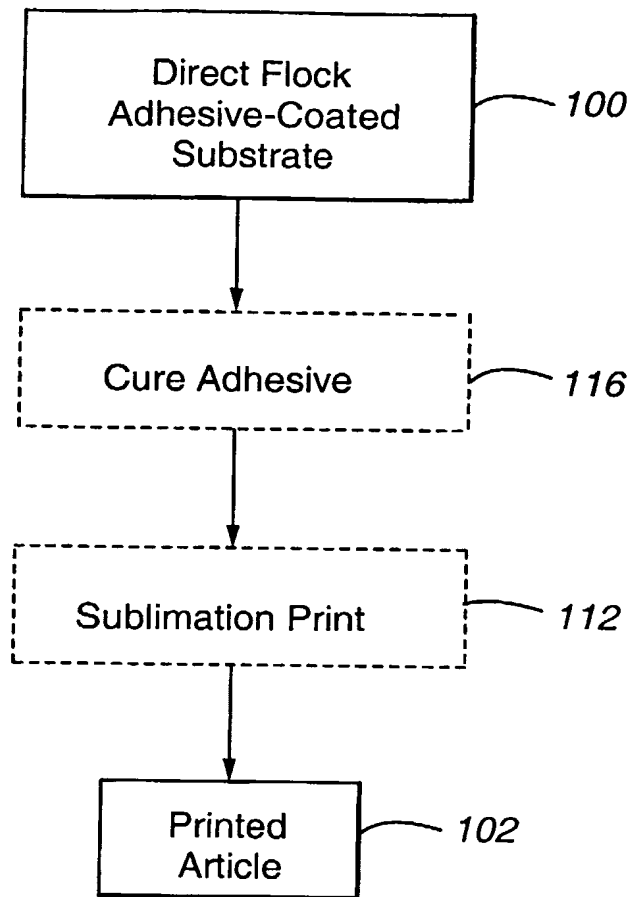 Direct Flock
Adhesive-Coated
Substrate
100
Cure Adhesive
116
Sublimation Print
112
Printed
Article
102